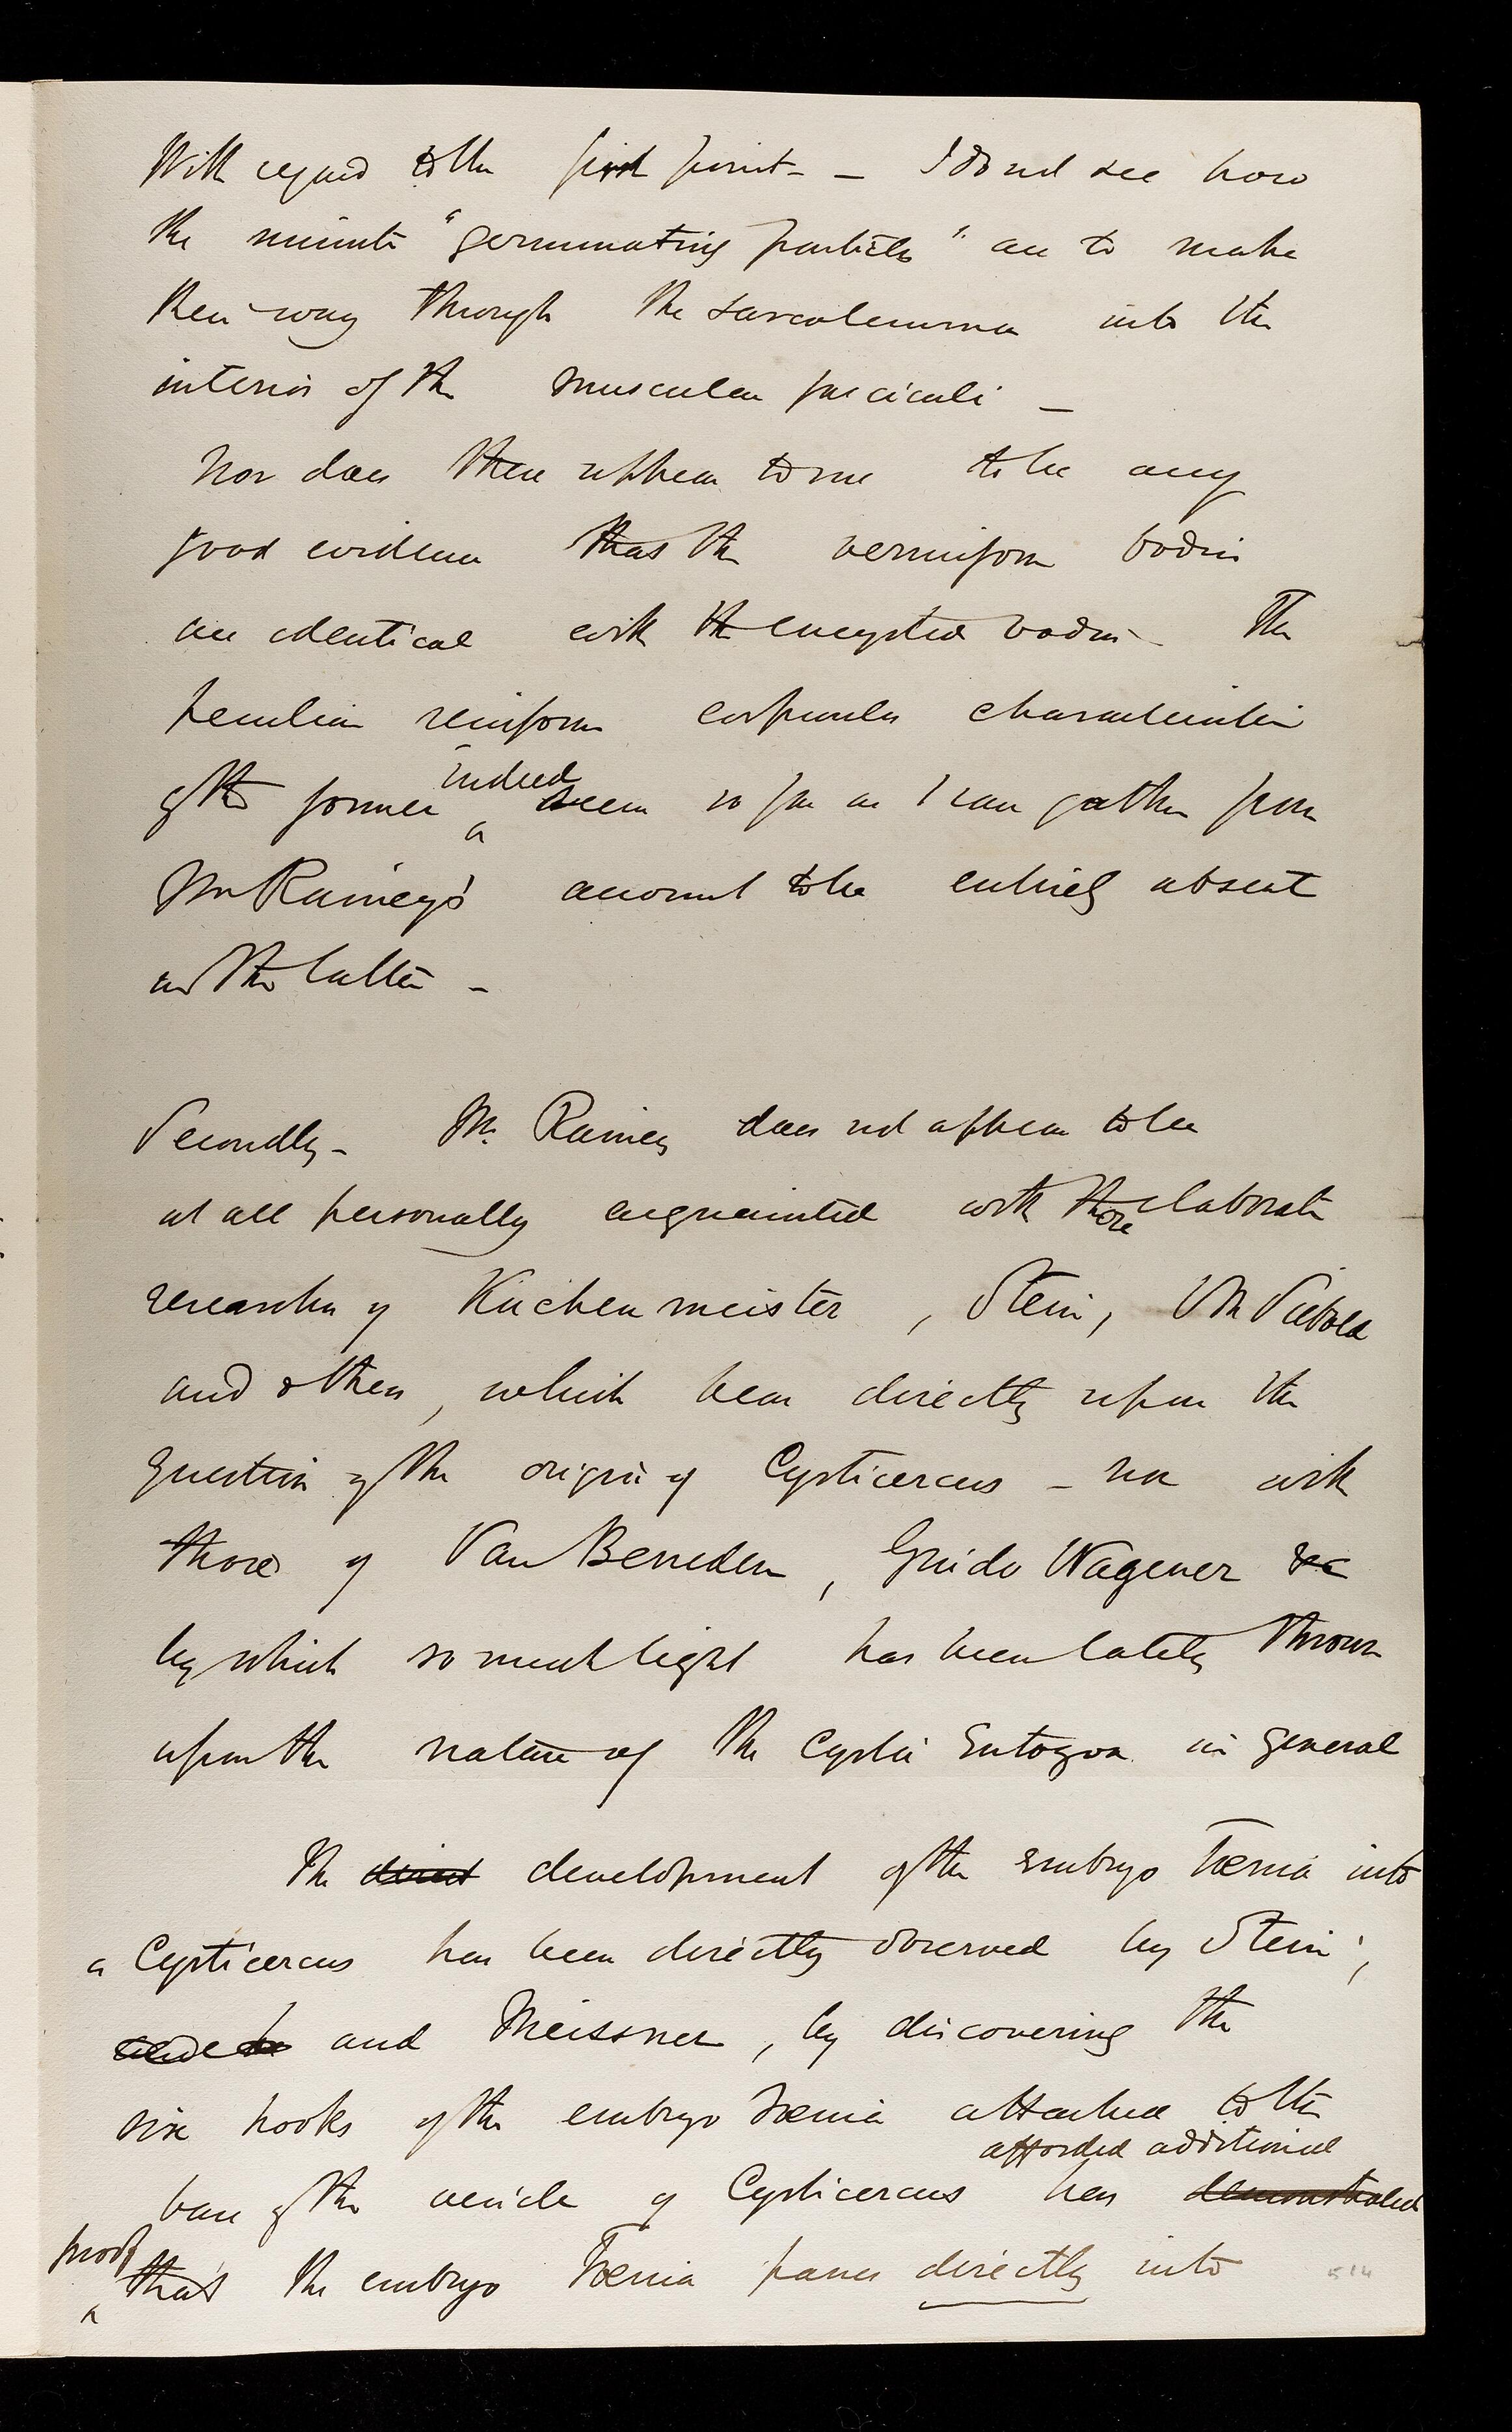 With regard to the first point - — I do not see how
the minute "germinating particles" are to make
their way through the sarcolemma into the
interior of the muscular fasciculi —
Nor does there appear to me to be any
good evidence that the vermiform bodies
are identical with the encysted bodies - The
peculiar reniform corpuscles characteristic
of the former indeed seem so far as I can gather from
Mr Rainey's account to be entirely absent
in the latter -
Secondly - Mr. Rainey does not appear to be
at all personally acquainted with those elaborate
researches of Küchenmeister, Stein, Von Siebold
and others, which bear directly upon the
question of the origin of Cysticercus - nor with
those of Van Beneden, Guido Wagener &c
by which so much light has been lately thrown
upon the nature of the Cystic Entozoa in general
The direct development of the embryo Tænia into
a Cysticercus has been directly observed by Stein;
and Meissner, by discovering the
six hooks of the embryo Tænia attached to the
afforded additional
base of the vesicle of Cysticercus has demonstrated
proof
that the embryo Tænia passes directly into
514